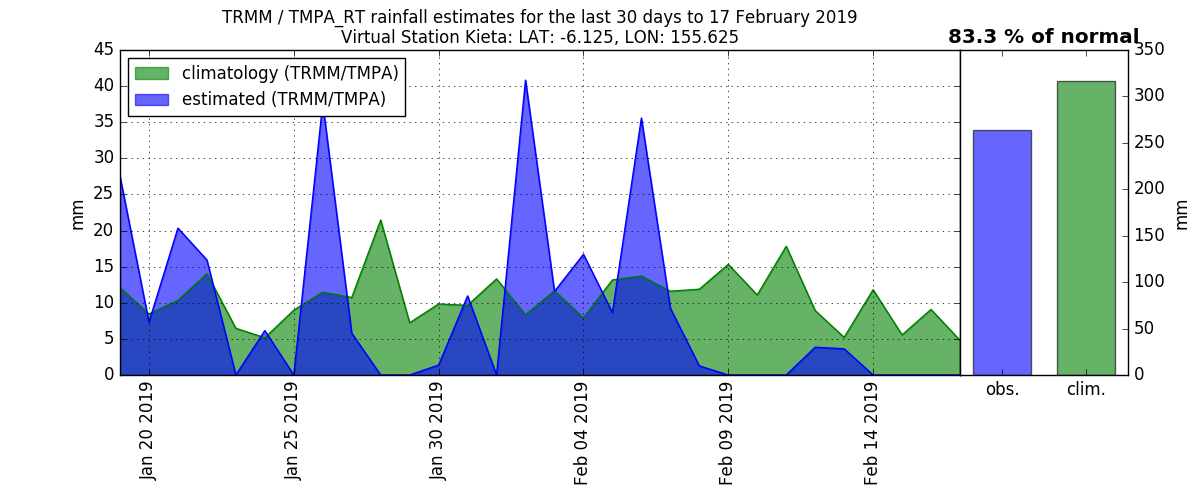 TRMM / TMPA_RT rainfall estimates for the last 30 days to 17 February 2019
Virtual Station Kieta: LAT: -6.125, LON: 155.625
83.3 % of normal
climatology (TRMM/TMPA)
estimated (TRMM/TMPA)
mm
45
40
35
30
25
20
15
10
5
0
Jan 20 2019
Jan 25 2019
Jan 30 2019
Feb 04 2019
Feb 09 2019
Feb 14 2019
350
300
250
200
150
100
50
0
mm
obs.
clim.